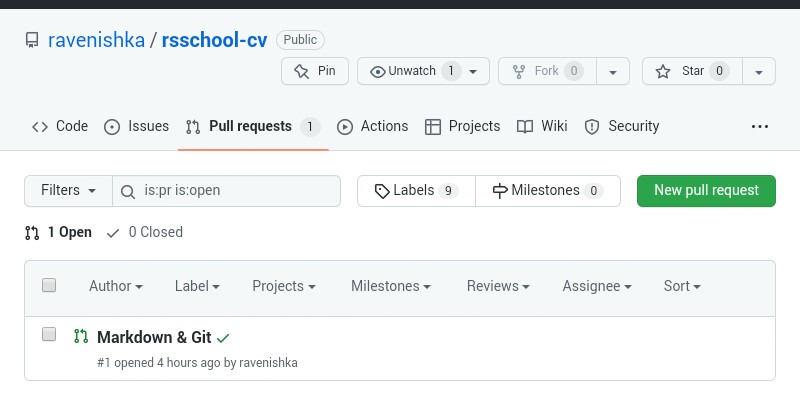 ravenishka / rsschool-cv Public
Pin Unwatch 1 Fork 0 Star 0
Code Issues Pull requests 1 Actions Projects Wiki Security
Filters is:pr is:open Labels 9 Milestones 0 New pull request
1 Open 0 Closed
Author Label Projects Milestones Reviews Assignee Sort
Markdown & Git
#1 opened 4 hours ago by ravenishka